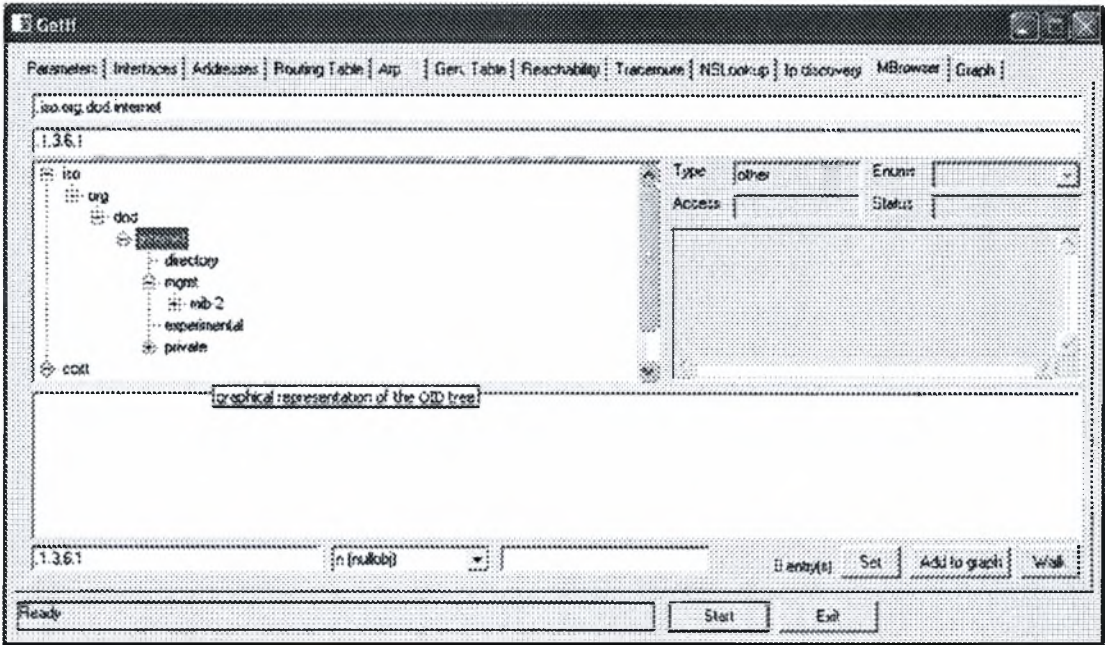 GetIf
Parameters Interfaces Addresses Routing Table Arp Gen. Table Reachability Traceroute NSLookup Ip discovery MBrowser Graph
.iso.org.dod.internet
.1.3.6.1
iso
org
dod
directory
mgmt
mib-2
experimental
private
ccitt
Type other Enums
Access Status
graphical representation of the OID tree
.1.3.6.1 n (nullobj) 0 entry(s) Set Add to graph Walk
Ready Start Exit